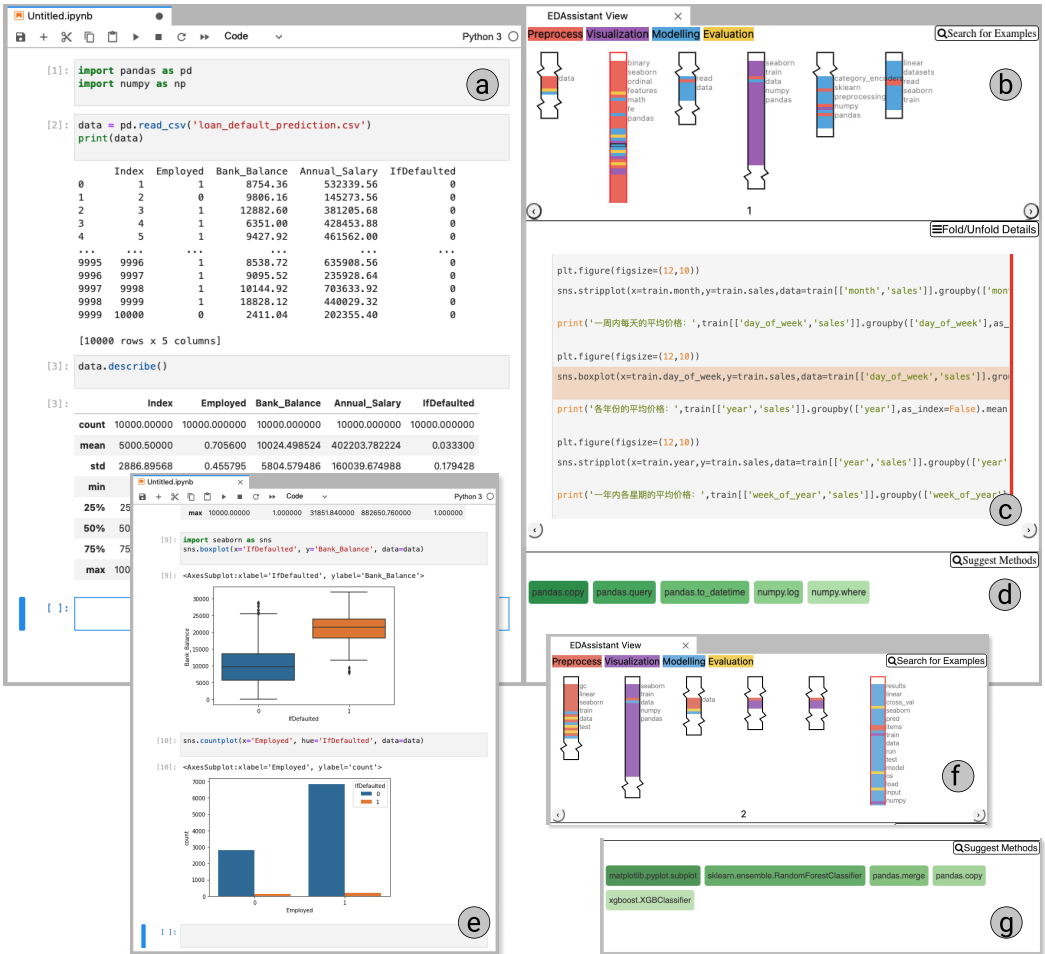 Untitled.ipynb
Code
Python 3
[1]:
import pandas as pd
import numpy as np
a
[2]:
data = pd.read_csv('loan_default_prediction.csv')
print(data)
Index Employed Bank_Balance Annual_Salary IfDefaulted
0 1 1 8754.36 532339.56 0
1 2 0 9806.16 145273.56 0
2 3 1 12882.60 381205.68 0
3 4 1 6351.00 428453.88 0
4 5 1 9427.92 461562.00 0
... ... ... ... ... ...
9995 9996 1 8538.72 635908.56 0
9996 9997 1 9095.52 235928.64 0
9997 9998 1 10144.92 703633.92 0
9998 9999 1 18828.12 440029.32 0
9999 10000 0 2411.04 202355.40 0
[10000 rows x 5 columns]
[3]:
data.describe()
[3]:
Index Employed Bank_Balance Annual_Salary IfDefaulted
count 10000.00000 10000.000000 10000.000000 10000.000000 10000.000000
mean 5000.50000 0.705600 10024.498524 402203.782224 0.033300
std 2886.89568 0.455795 5804.579486 160039.674988 0.179428
min
25% 25
50% 50
75% 75
max 100
[ ]:
EDAssistant View
Preprocess Visualization Modelling Evaluation
Search for Examples
data
binary
seaborn
ordinal
features
math
fe
pandas
read
data
seaborn
train
data
numpy
pandas
category_encoders
sklearn
preprocessing
numpy
pandas
linear
datasets
read
seaborn
train
b
1
Fold/Unfold Details
plt.figure(figsize=(12,10))
sns.stripplot(x=train.month,y=train.sales,data=train[['month','sales']].groupby(['mon
print('一周内每天的平均价格: ',train[['day_of_week','sales']].groupby(['day_of_week'],as_
plt.figure(figsize=(12,10))
sns.boxplot(x=train.day_of_week,y=train.sales,data=train[['day_of_week','sales']].gro
print('各年份的平均价格: ',train[['year','sales']].groupby(['year'],as_index=False).mean
plt.figure(figsize=(12,10))
sns.stripplot(x=train.year,y=train.sales,data=train[['year','sales']].groupby(['year'
print('一年内各星期的平均价格: ',train[['week_of_year','sales']].groupby(['week_of_year']
c
Suggest Methods
pandas.copy pandas.query pandas.to_datetime numpy.log numpy.where
d
Untitled.ipynb
Code
Python 3
max 10000.00000 1.000000 31851.840000 882650.760000 1.000000
[9]:
import seaborn as sns
sns.boxplot(x='IfDefaulted', y='Bank_Balance', data=data)
[9]:
<AxesSubplot:xlabel='IfDefaulted', ylabel='Bank_Balance'>
30000
25000
20000
15000
10000
5000
0
Bank_Balance
0 1
IfDefaulted
[10]:
sns.countplot(x='Employed', hue='IfDefaulted', data=data)
[10]:
<AxesSubplot:xlabel='Employed', ylabel='count'>
7000
6000
5000
4000
3000
2000
1000
0
count
IfDefaulted
0
1
0 1
Employed
[ ]:
e
EDAssistant View
Preprocess Visualization Modelling Evaluation
Search for Examples
gc
linear
seaborn
train
data
test
seaborn
train
data
numpy
pandas
data
results
linear
cross_val
seaborn
pred
items
train
data
run
test
model
os
load
input
numpy
f
2
Suggest Methods
matplotlib.pyplot.subplot sklearn.ensemble.RandomForestClassifier pandas.merge pandas.copy
xgboost.XGBClassifier
g